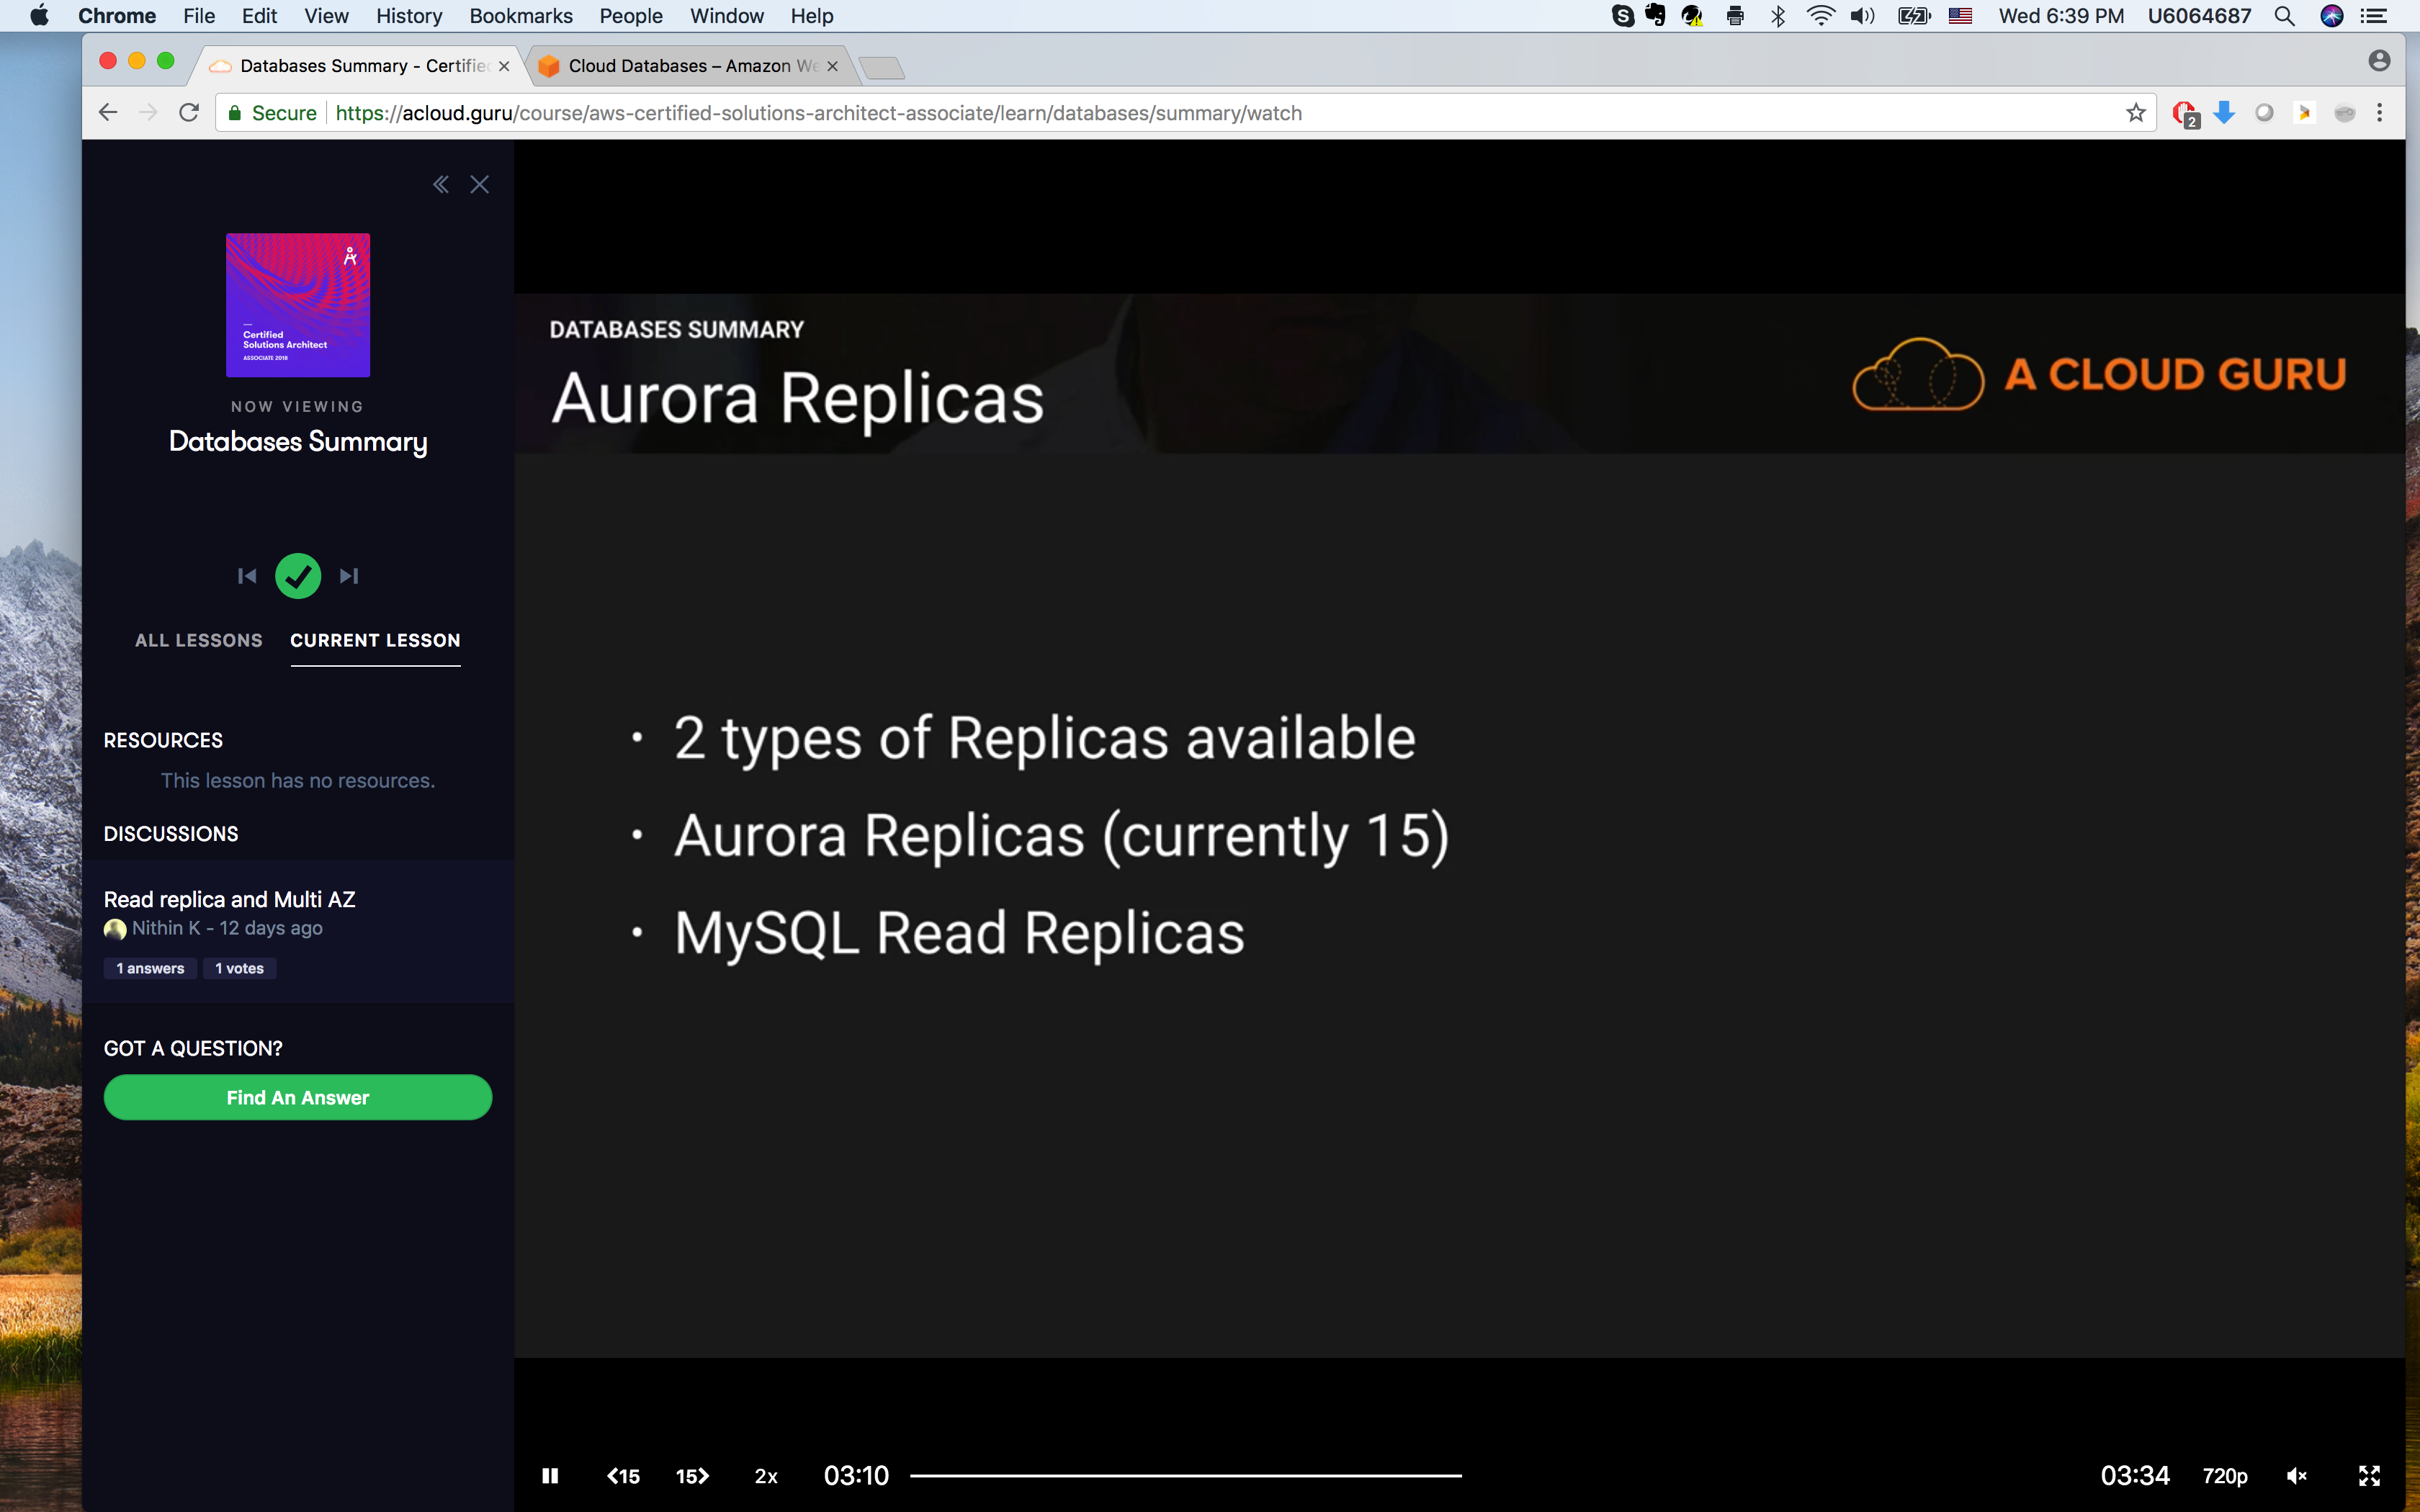 Chrome File Edit View History Bookmarks People Window Help Wed 6:39 PM U6064687
Databases Summary - Certifie Cloud Databases – Amazon We
Secure https://acloud.guru/course/aws-certified-solutions-architect-associate/learn/databases/summary/watch
2
Certified
Solutions Architect
ASSOCIATE 2018
NOW VIEWING
Databases Summary
ALL LESSONS CURRENT LESSON
RESOURCES
This lesson has no resources.
DISCUSSIONS
Read replica and Multi AZ
Nithin K - 12 days ago
1 answers 1 votes
GOT A QUESTION?
Find An Answer
DATABASES SUMMARY
Aurora Replicas
A CLOUD GURU
• 2 types of Replicas available
• Aurora Replicas (currently 15)
• MySQL Read Replicas
15 15 2x 03:10 03:34 720p